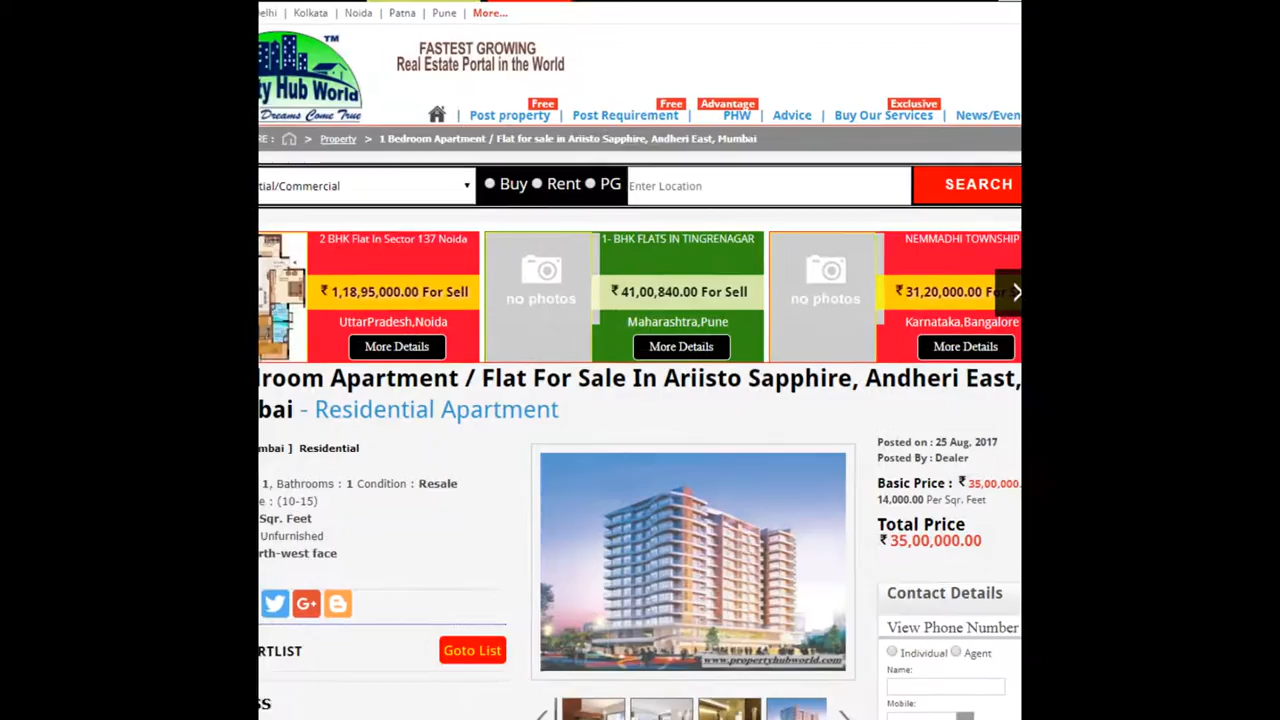 elhi | Kolkata | Noida | Patna | Pune | More...
TM
FASTEST GROWING
Real Estate Portal in the World
ty Hub World
Dreams Come True
Free Free Advantage Exclusive
| Post property | Post Requirement | PHW | Advice | Buy Our Services | News/Even
RE : > Property > 1 Bedroom Apartment / Flat for sale in Ariisto Sapphire, Andheri East, Mumbai
tial/Commercial Buy Rent PG Enter Location SEARCH
2 BHK Flat In Sector 137 Noida
₹ 1,18,95,000.00 For Sell
UttarPradesh,Noida
More Details
no photos
1- BHK FLATS IN TINGRENAGAR
₹ 41,00,840.00 For Sell
Maharashtra,Pune
More Details
no photos
NEMMADHI TOWNSHIP
₹ 31,20,000.00 For S
Karnataka,Bangalore
More Details
droom Apartment / Flat For Sale In Ariisto Sapphire, Andheri East,
bai - Residential Apartment
mbai ] Residential
1, Bathrooms : 1 Condition : Resale
e : (10-15)
Sqr. Feet
Unfurnished
rth-west face
G+
RTLIST Goto List
ss
www.propertyhubworld.com
Posted on : 25 Aug. 2017
Posted By : Dealer
Basic Price : ₹ 35,00,000.
14,000.00 Per Sqr. Feet
Total Price
₹ 35,00,000.00
Contact Details
View Phone Number
Individual Agent
Name:
Mobile: